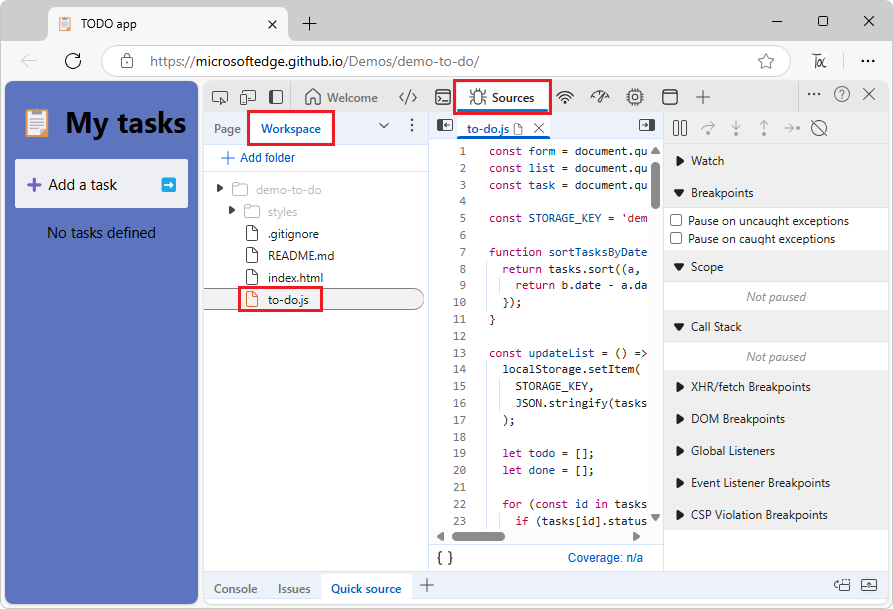 TODO app
https://microsoftedge.github.io/Demos/demo-to-do/
My tasks
Add a task
No tasks defined
Welcome
Sources
Page
Workspace
Add folder
demo-to-do
styles
.gitignore
README.md
index.html
to-do.js
to-do.js
1 const form = document.qu
2 const list = document.qu
3 const task = document.qu
4
5 const STORAGE_KEY = 'dem
6
7 function sortTasksByDate
8 return tasks.sort((a,
9 return b.date - a.da
10 });
11 }
12
13 const updateList = () =>
14 localStorage.setItem(
15 STORAGE_KEY,
16 JSON.stringify(tasks
17 );
18
19 let todo = [];
20 let done = [];
21
22 for (const id in tasks
23 if (tasks[id].status
{ }
Coverage: n/a
Watch
Breakpoints
Pause on uncaught exceptions
Pause on caught exceptions
Scope
Not paused
Call Stack
Not paused
XHR/fetch Breakpoints
DOM Breakpoints
Global Listeners
Event Listener Breakpoints
CSP Violation Breakpoints
Console
Issues
Quick source